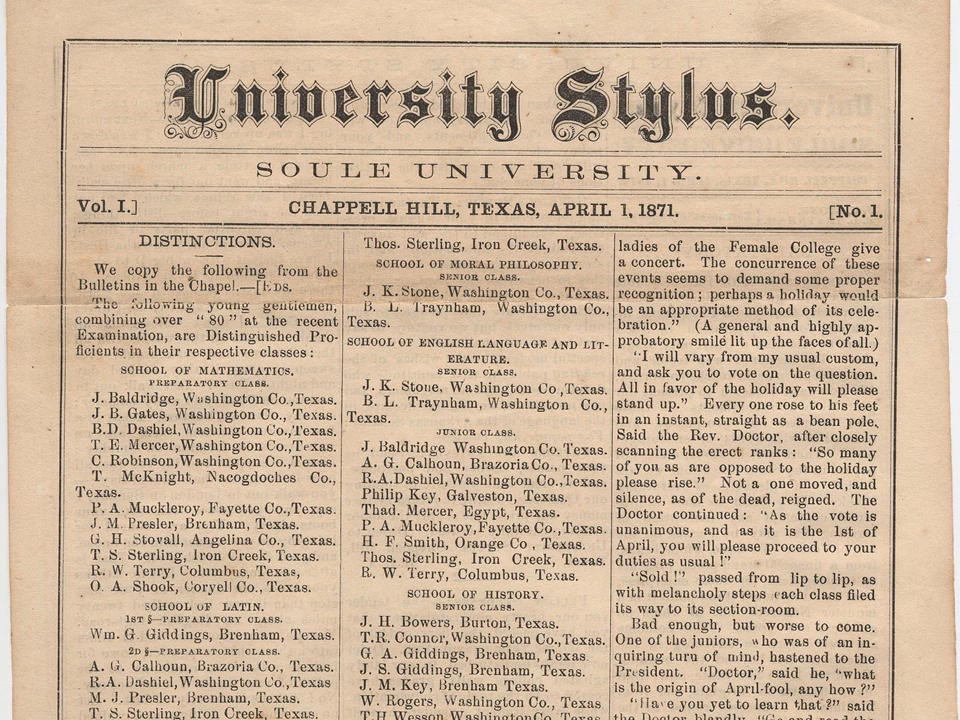 University Stylus.
SOULE UNIVERSITY.
Vol. I.]
CHAPPELL HILL, TEXAS, APRIL 1, 1871.
[No. 1.
DISTINCTIONS.
We copy the following from the
Bulletins in the Chapel.—[EDS.
The following young gentlemen,
combining over “ 80 ” at the recent
Examination, are Distinguished Pro-
ficients in their respective classes :
SCHOOL OF MATHEMATICS.
PREPARATORY CLASS.
J. Baldridge, Washington Co., Texas.
J. B. Gates, Washington Co., Texas.
B.D. Dashiel, Washington Co., Texas.
T. E. Mercer, Washington Co., Texas.
C. Robinson, Washington Co., Texas.
T. McKnight, Nacogdoches Co.,
Texas.
P. A. Muckleroy, Fayette Co., Texas.
J. M. Presler, Brenham, Texas.
G. H. Stovall, Angelina Co., Texas.
T. S. Sterling, Iron Creek, Texas.
R. W. Terry, Columbus, Texas,
O. A. Shook, Coryell Co., Texas.
SCHOOL OF LATIN.
1ST §—PREPARATORY CLASS.
Wm. G. Giddings, Brenham, Texas.
2D §—PREPARATORY CLASS.
A. G. Calhoun, Brazoria Co., Texas.
R.A. Dashiel, Washington Co., Texas
M. J. Presler, Brenham, Texas.
T. S. Sterling, Iron Creek, Texas.
Thos. Sterling, Iron Creek, Texas.
SCHOOL OF MORAL PHILOSOPHY.
SENIOR CLASS.
J. K. Stone, Washington Co., Texas.
B. L. Traynham, Washington Co.,
Texas.
SCHOOL OF ENGLISH LANGUAGE AND LIT-
ERATURE.
SENIOR CLASS.
J. K. Stone, Washington Co., Texas.
B. L. Traynham, Washington Co.,
Texas.
JUNIOR CLASS.
J. Baldridge Washington Co. Texas.
A. G. Calhoun, Brazoria Co., Texas.
R.A. Dashiel, Washington Co., Texas.
Philip Key, Galveston, Texas.
Thad. Mercer, Egypt, Texas.
P. A. Muckleroy, Fayette Co., Texas.
H. F. Smith, Orange Co , Texas.
Thos. Sterling, Iron Creek, Texas.
R. W. Terry, Columbus, Texas.
SCHOOL OF HISTORY.
SENIOR CLASS.
J. H. Bowers, Burton, Texas.
T.R. Connor, Washington Co., Texas.
G. A. Giddings, Brenham, Texas
J. S. Giddings, Brenham, Texas.
J. M. Key, Brenham Texas.
W. Rogers, Washington Co., Texas.
T.H Wesson, Washington Co., Texas.
ladies of the Female College give
a concert. The concurrence of these
events seems to demand some proper
recognition ; perhaps a holiday would
be an appropriate method of its cele-
bration.” (A general and highly ap-
probatory smile lit up the faces of all.)
“I will vary from my usual custom,
and ask you to vote on the question.
All in favor of the holiday will please
stand up.” Every one rose to his feet
in an instant, straight as a bean pole.
Said the Rev. Doctor, after closely
scanning the erect ranks : “So many
of you as are opposed to the holiday
please rise.” Not a one moved, and
silence, as of the dead, reigned. The
Doctor continued : “As the vote is
unanimous, and as it is the 1st of
April, you will please proceed to your
duties as usual !”
“Sold !” passed from lip to lip, as
with melancholy steps each class filed
its way to its section-room.
Bad enough, but worse to come.
One of the juniors, who was of an in-
quiring turn of mind, hastened to the
President. “Doctor,” said he, “what
is the origin of April-fool, any how ?”
“Have you yet to learn that ?” said
the Doctor blandly.